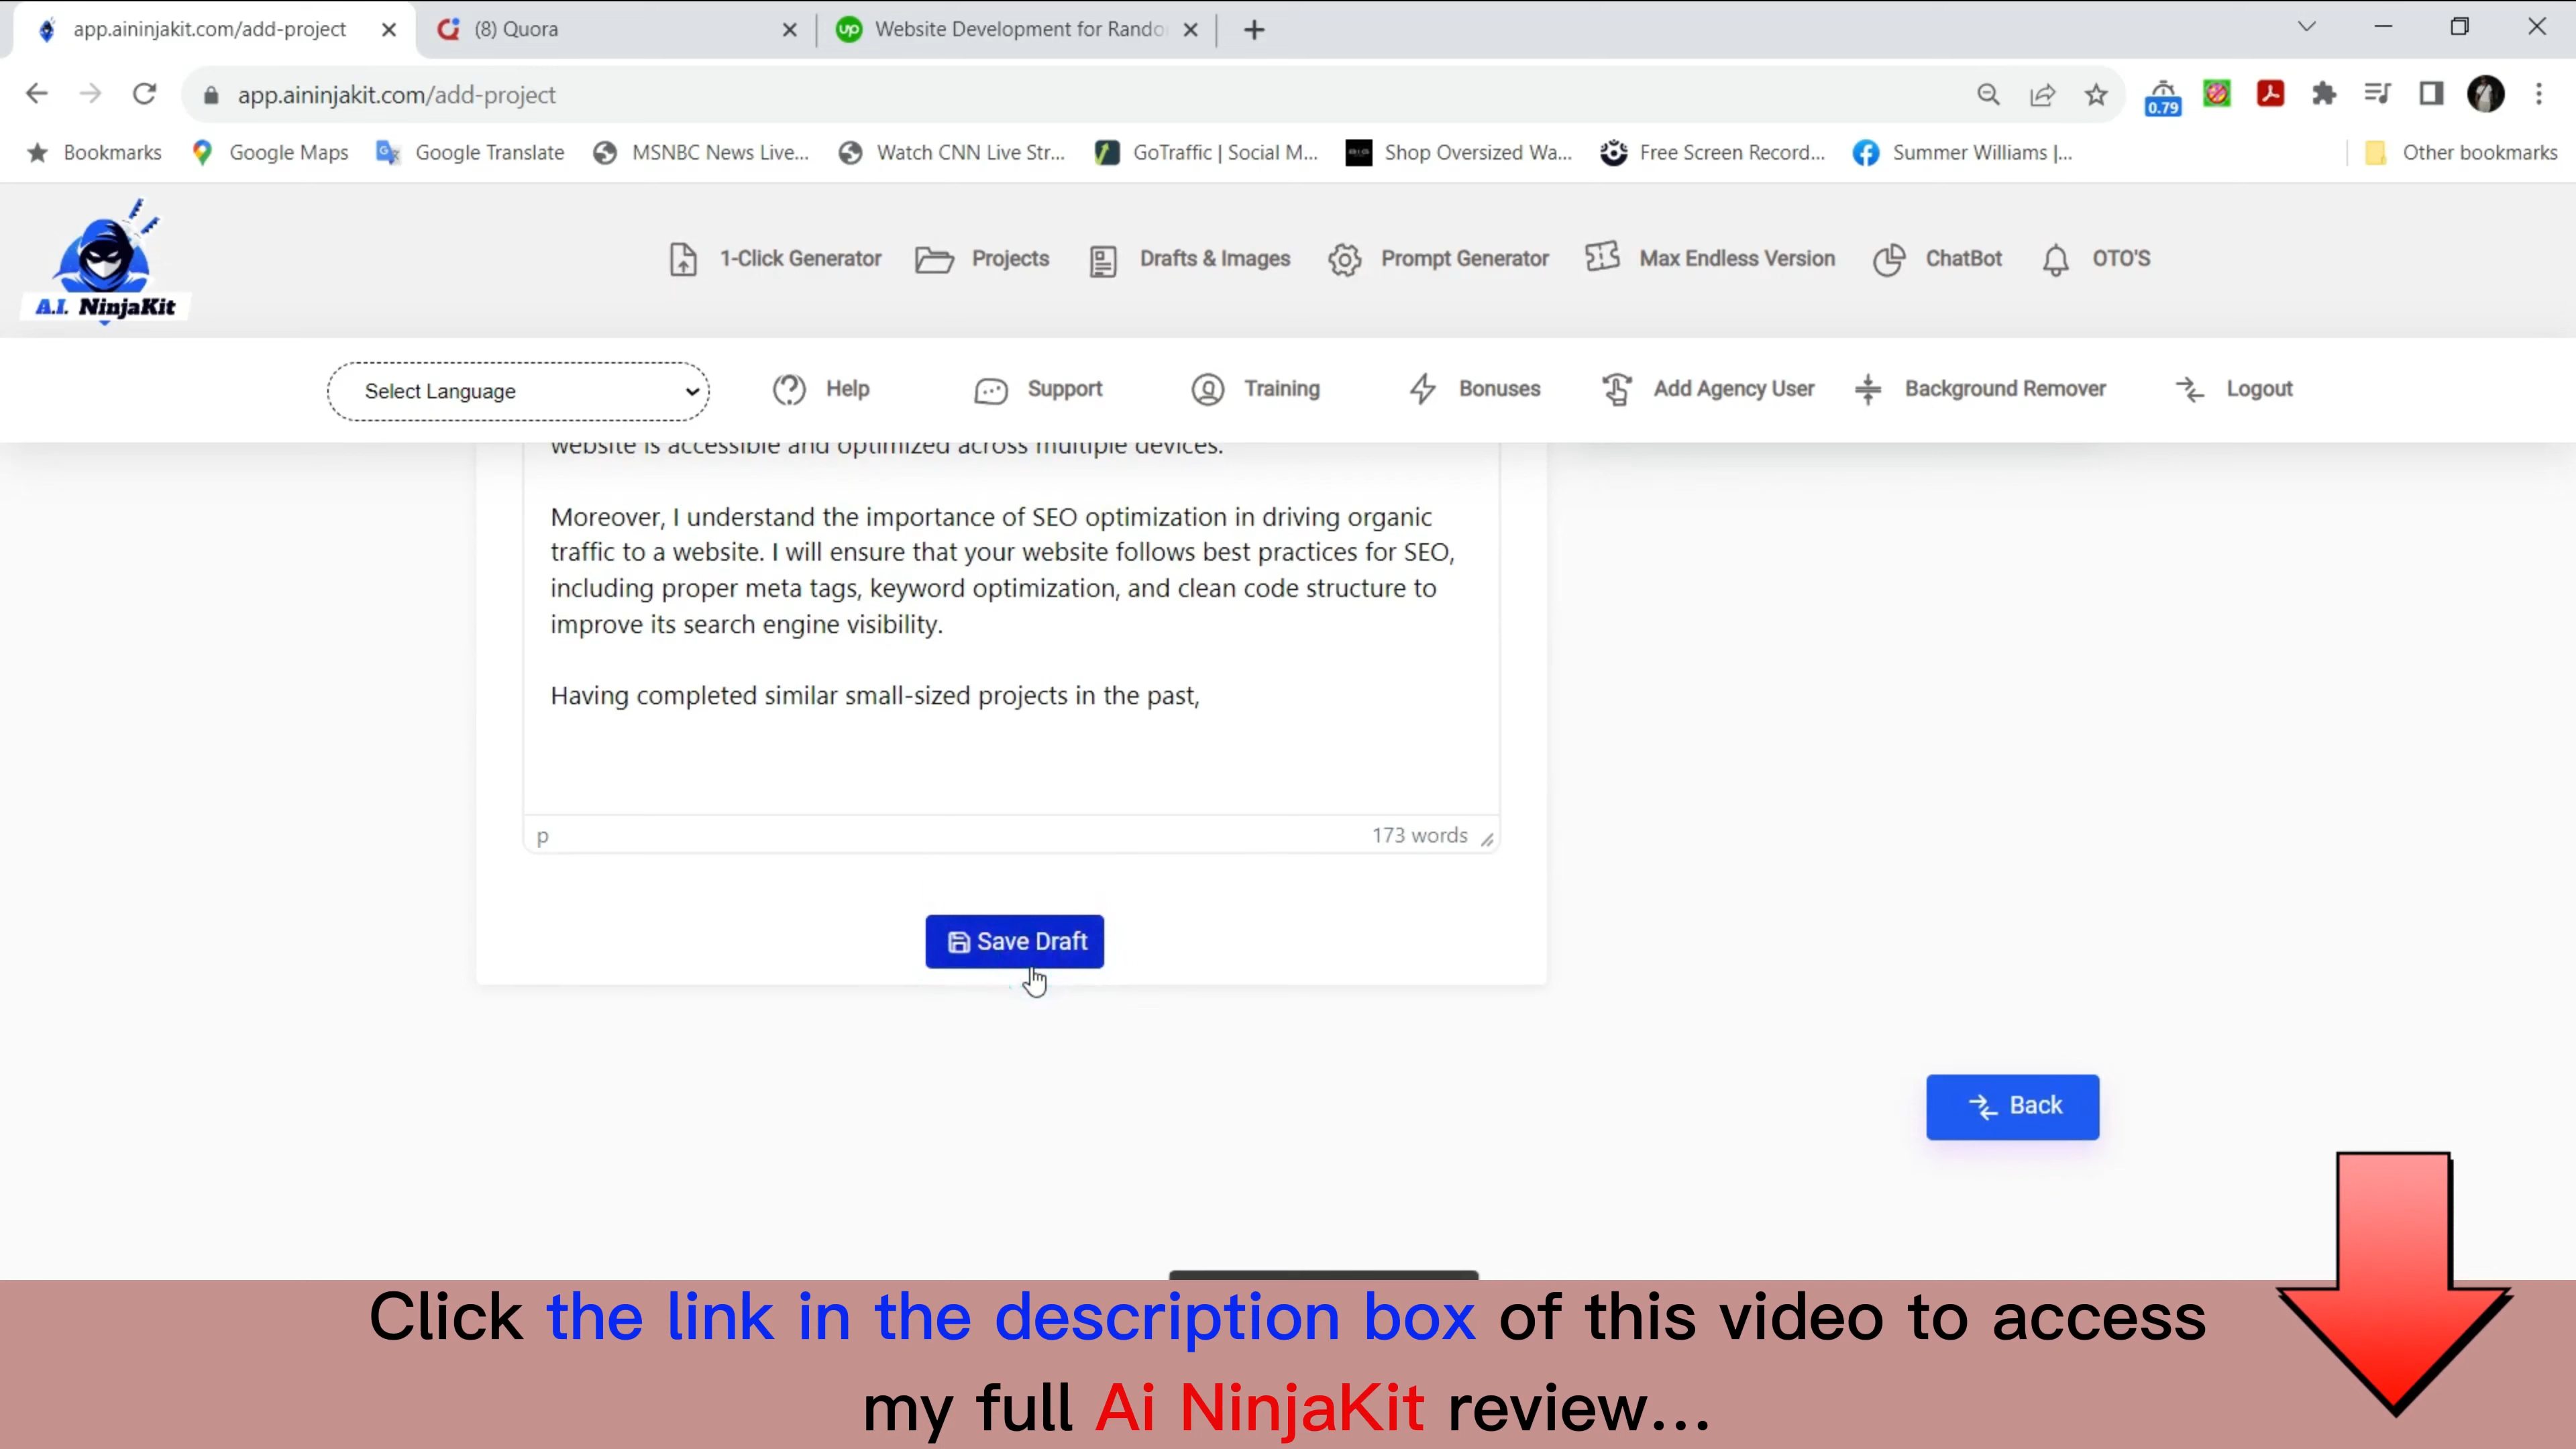 app.aininjakit.com/add-project
(8) Quora
Website Development for Rando
app.aininjakit.com/add-project
0.79
Bookmarks
Google Maps
Google Translate
MSNBC News Live...
Watch CNN Live Str...
GoTraffic | Social M...
Shop Oversized Wa...
Free Screen Record...
Summer Williams |...
Other bookmarks
A.I. NinjaKit
1-Click Generator
Projects
Drafts & Images
Prompt Generator
Max Endless Version
ChatBot
OTO'S
Select Language
Help
Support
Training
Bonuses
Add Agency User
Background Remover
Logout
website is accessible and optimized across multiple devices.
Moreover, I understand the importance of SEO optimization in driving organic
traffic to a website. I will ensure that your website follows best practices for SEO,
including proper meta tags, keyword optimization, and clean code structure to
improve its search engine visibility.
Having completed similar small-sized projects in the past,
p
173 words
Save Draft
Back
Click the link in the description box of this video to access
my full Ai NinjaKit review...